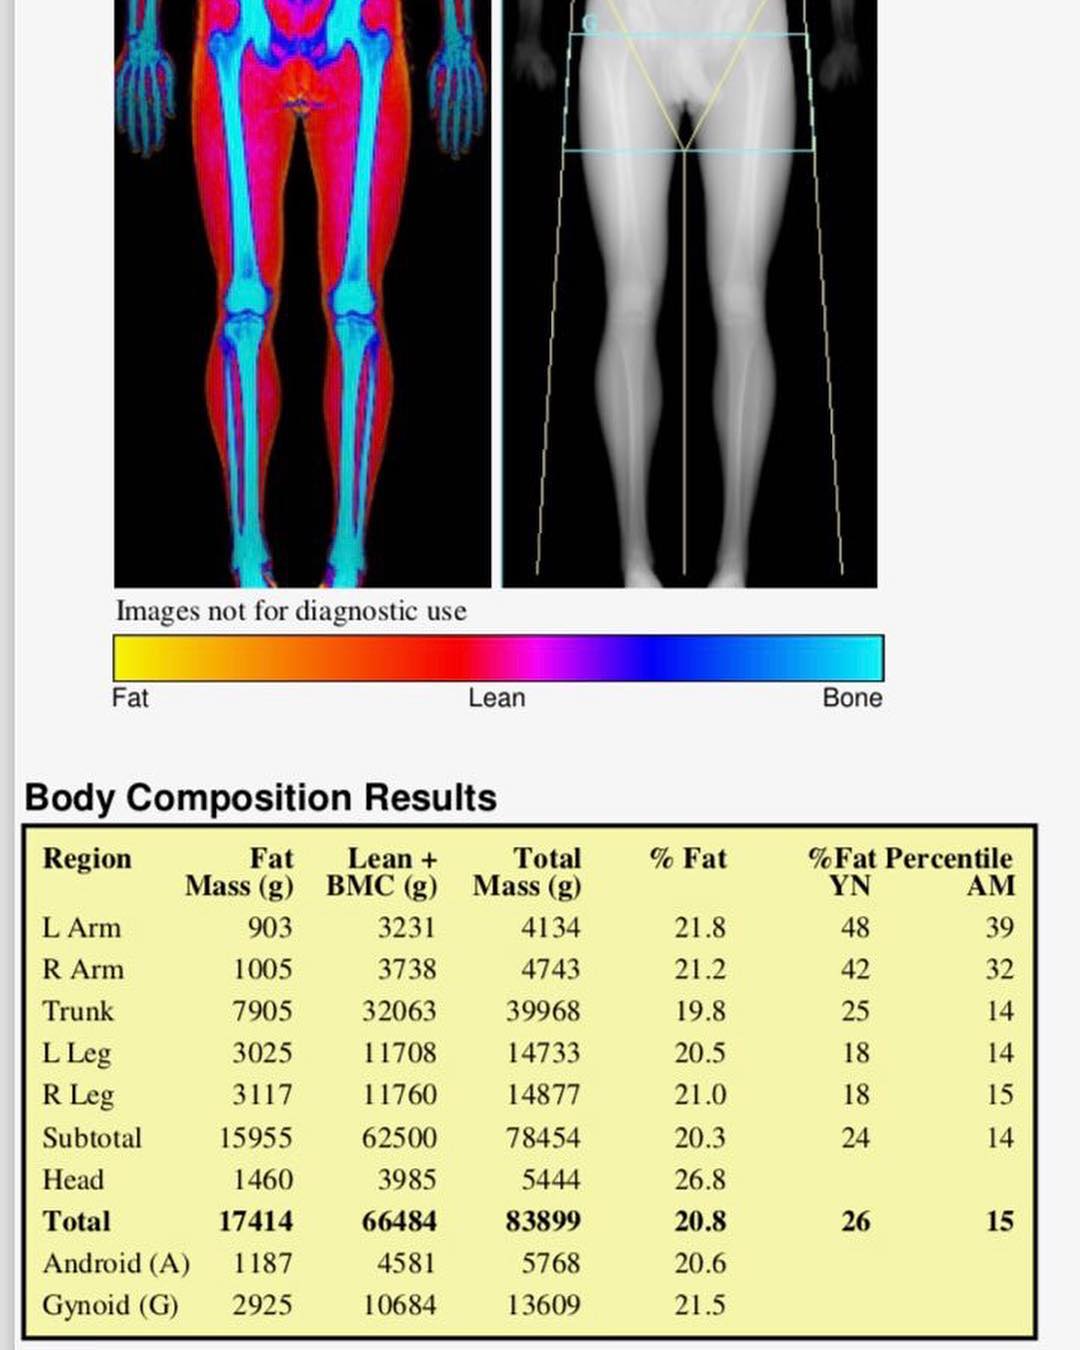 G
Images not for diagnostic use
Fat Lean Bone
Body Composition Results
Region Fat Mass (g) Lean + BMC (g) Total Mass (g) % Fat %Fat Percentile YN AM
L Arm 903 3231 4134 21.8 48 39
R Arm 1005 3738 4743 21.2 42 32
Trunk 7905 32063 39968 19.8 25 14
L Leg 3025 11708 14733 20.5 18 14
R Leg 3117 11760 14877 21.0 18 15
Subtotal 15955 62500 78454 20.3 24 14
Head 1460 3985 5444 26.8
Total 17414 66484 83899 20.8 26 15
Android (A) 1187 4581 5768 20.6
Gynoid (G) 2925 10684 13609 21.5